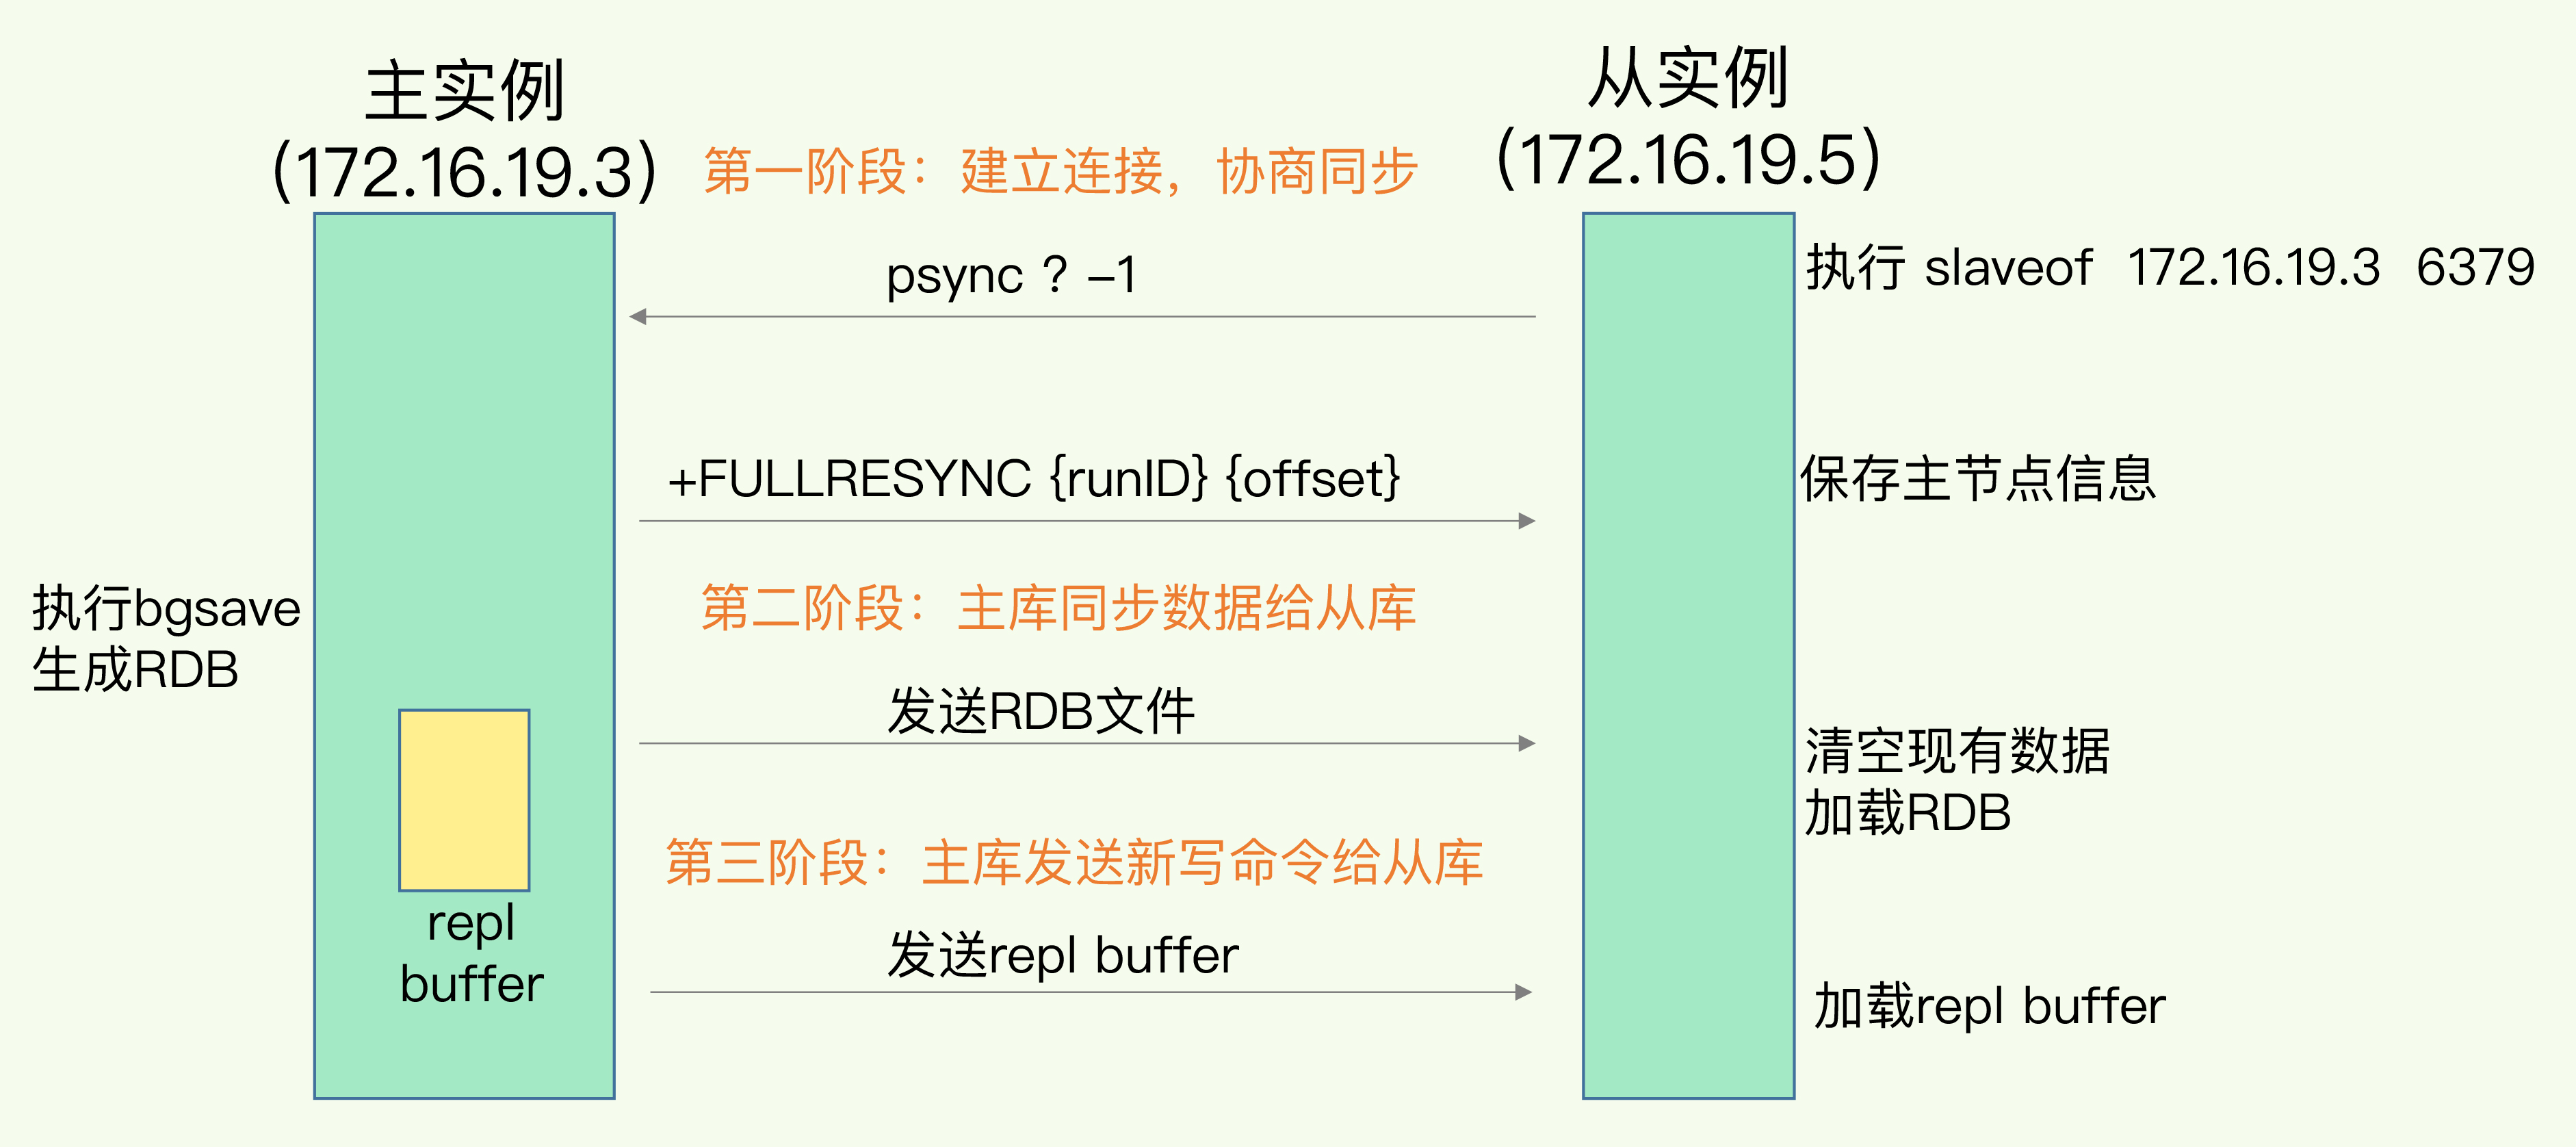 主实例
(172.16.19.3)
从实例
(172.16.19.5)
第一阶段：建立连接，协商同步
执行 slaveof 172.16.19.3 6379
psync ? -1
+FULLRESYNC {runID} {offset}
保存主节点信息
执行bgsave
生成RDB
第二阶段：主库同步数据给从库
发送RDB文件
清空现有数据
加载RDB
第三阶段：主库发送新写命令给从库
repl
buffer
发送repl buffer
加载repl buffer